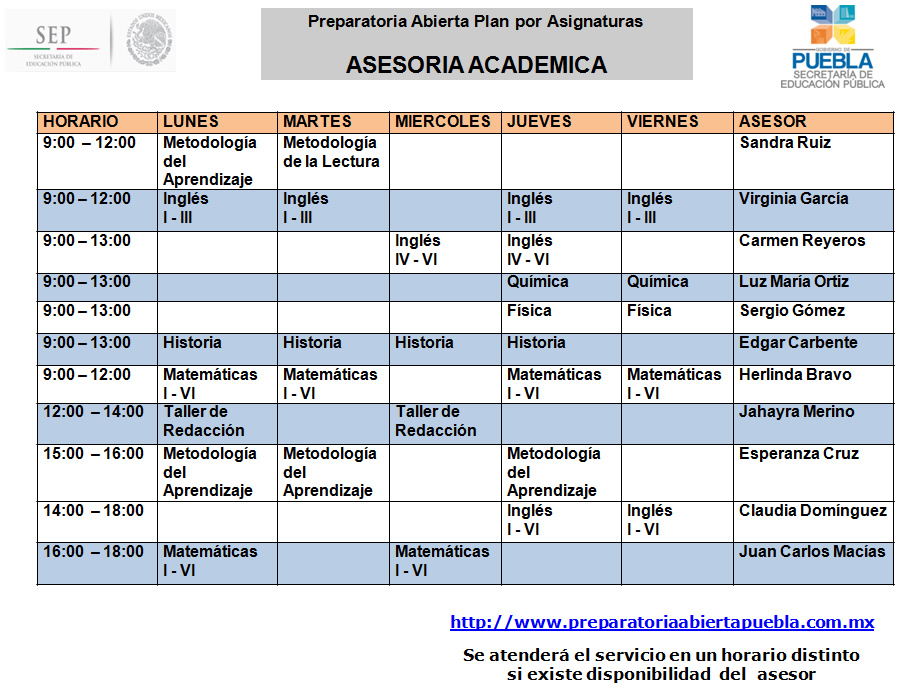 SEP
SECRETARÍA DE
EDUCACIÓN PÚBLICA
Preparatoria Abierta Plan por Asignaturas
ASESORIA ACADEMICA
GOBIERNO DE
PUEBLA
SECRETARÍA DE
EDUCACIÓN PÚBLICA
HORARIO LUNES MARTES MIERCOLES JUEVES VIERNES ASESOR
9:00 – 12:00 Metodología Metodología Sandra Ruiz
del de la Lectura
Aprendizaje
9:00 – 12:00 Inglés Inglés Inglés Inglés Virginia García
I - III I - III I - III I - III
9:00 – 13:00 Inglés Inglés Carmen Reyeros
IV - VI IV - VI
9:00 – 13:00 Química Química Luz María Ortiz
9:00 – 13:00 Física Física Sergio Gómez
9:00 – 13:00 Historia Historia Historia Historia Edgar Carbente
9:00 – 12:00 Matemáticas Matemáticas Matemáticas Matemáticas Herlinda Bravo
I - VI I - VI I - VI I - VI
12:00 – 14:00 Taller de Taller de Jahayra Merino
Redacción Redacción
15:00 – 16:00 Metodología Metodología Metodología Esperanza Cruz
del del del
Aprendizaje Aprendizaje Aprendizaje
14:00 – 18:00 Inglés Inglés Claudia Domínguez
I - VI I - VI
16:00 – 18:00 Matemáticas Matemáticas Juan Carlos Macías
I - VI I - VI
http://www.preparatoriaabiertapuebla.com.mx
Se atenderá el servicio en un horario distinto
si existe disponibilidad del asesor